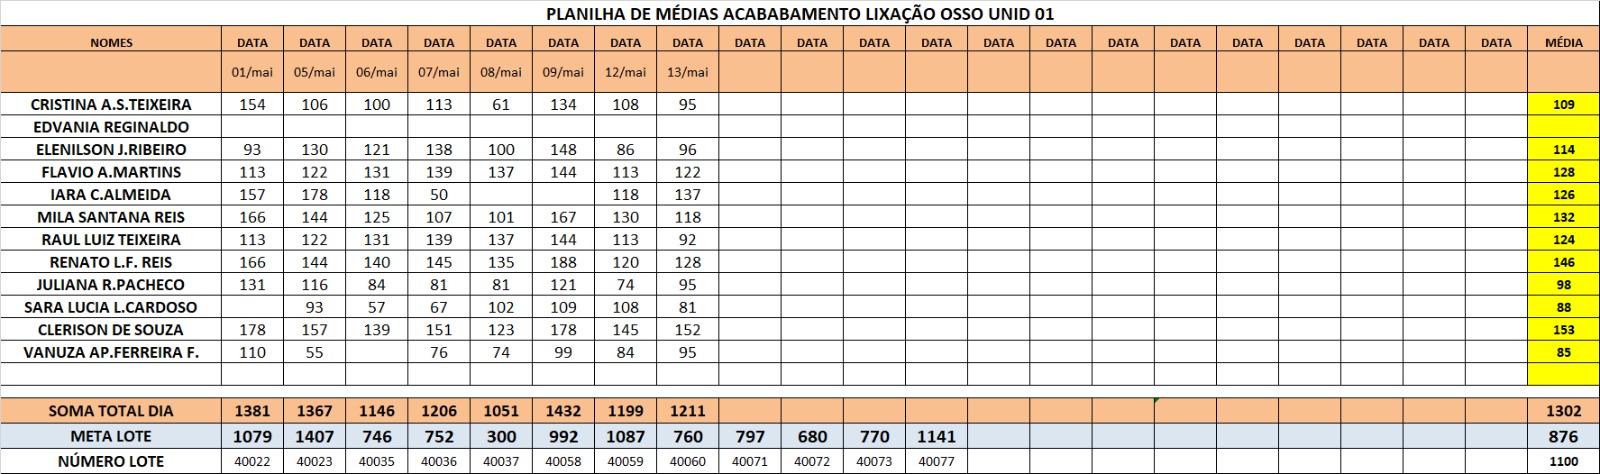 PLANILHA DE MÉDIAS ACABABAMENTO LIXAÇÃO OSSO UNID 01
NOMES DATA DATA DATA DATA DATA DATA DATA DATA DATA DATA DATA DATA DATA DATA DATA DATA DATA DATA DATA DATA DATA MÉDIA
01/mai 05/mai 06/mai 07/mai 08/mai 09/mai 12/mai 13/mai
CRISTINA A.S.TEIXEIRA 154 106 100 113 61 134 108 95 109
EDVANIA REGINALDO
ELENILSON J.RIBEIRO 93 130 121 138 100 148 86 96 114
FLAVIO A.MARTINS 113 122 131 139 137 144 113 122 128
IARA C.ALMEIDA 157 178 118 50 118 137 126
MILA SANTANA REIS 166 144 125 107 101 167 130 118 132
RAUL LUIZ TEIXEIRA 113 122 131 139 137 144 113 92 124
RENATO L.F. REIS 166 144 140 145 135 188 120 128 146
JULIANA R.PACHECO 131 116 84 81 81 121 74 95 98
SARA LUCIA L.CARDOSO 93 57 67 102 109 108 81 88
CLERISON DE SOUZA 178 157 139 151 123 178 145 152 153
VANUZA AP.FERREIRA F. 110 55 76 74 99 84 95 85
SOMA TOTAL DIA 1381 1367 1146 1206 1051 1432 1199 1211 1302
META LOTE 1079 1407 746 752 300 992 1087 760 797 680 770 1141 876
NÚMERO LOTE 40022 40023 40035 40036 40037 40058 40059 40060 40071 40072 40073 40077 1100